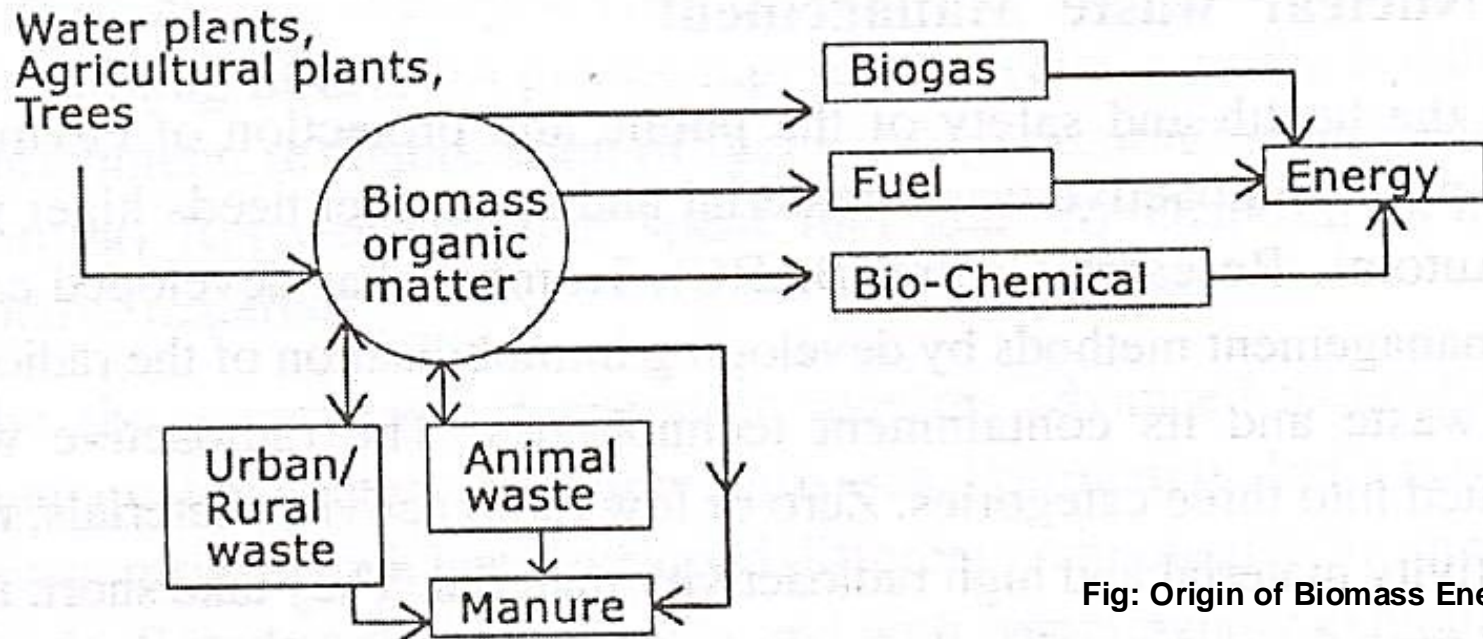 Water plants,
Agricultural plants,
Trees
Biomass
organic
matter
Biogas
Fuel
Bio-Chemical
Energy
Urban/
Rural
waste
Animal
waste
Manure
Fig: Origin of Biomass Ene